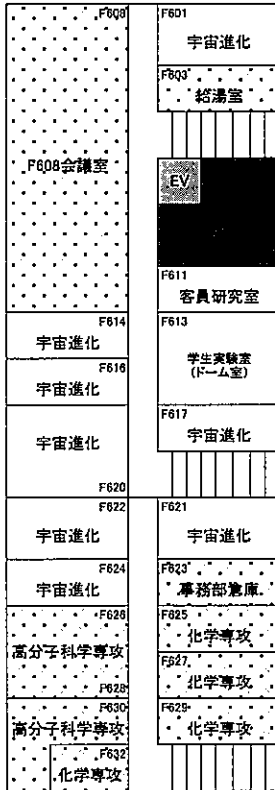 F608
F608会議室
F614
宇宙進化
F616
宇宙進化
宇宙進化
F620
F622
宇宙進化
F624
宇宙進化
F626
高分子科学専攻
F628
F630
高分子科学専攻
F632
化学専攻
F601
宇宙進化
F603
給湯室
EV
F611
客員研究室
F613
学生実験室
(ドーム室)
F617
宇宙進化
F621
宇宙進化
F623
事務部倉庫
F625
化学専攻
F627
化学専攻
F629
化学専攻